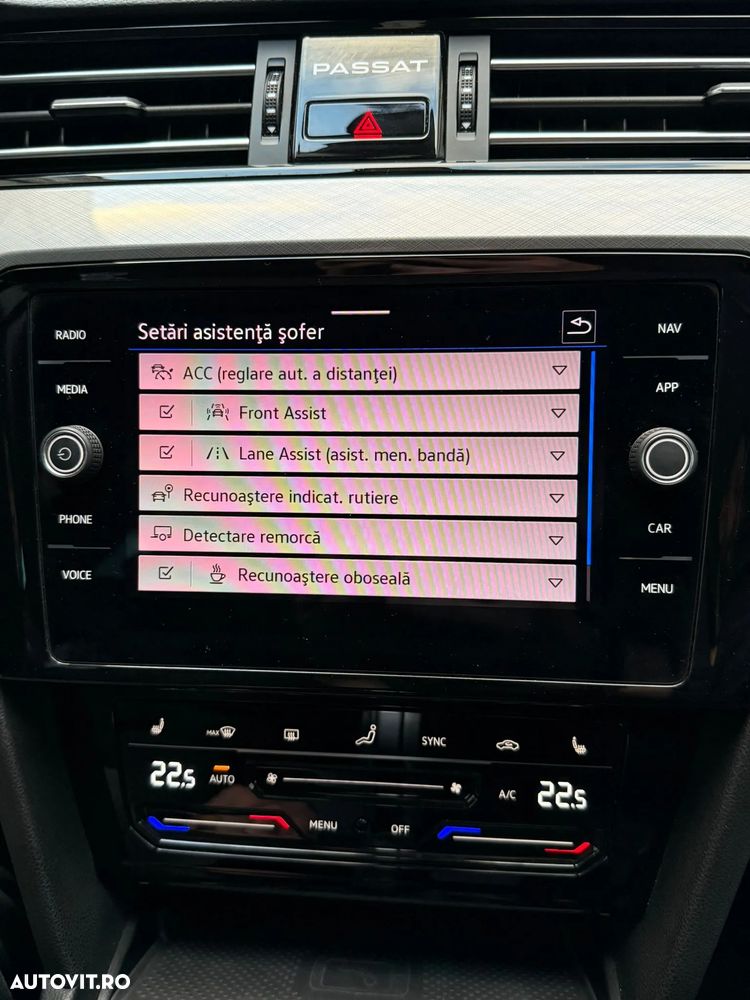 PASSAT
RADIO
MEDIA
PHONE
VOICE
Setări asistenţă şofer
ACC (reglare aut. a distanţei)
Front Assist
Lane Assist (asist. men. bandă)
Recunoaştere indicat. rutiere
Detectare remorcă
Recunoaştere oboseală
NAV
APP
CAR
MENU
MAX
SYNC
22.5
AUTO
A/C
22.5
MENU
OFF
AUTOVIT.RO